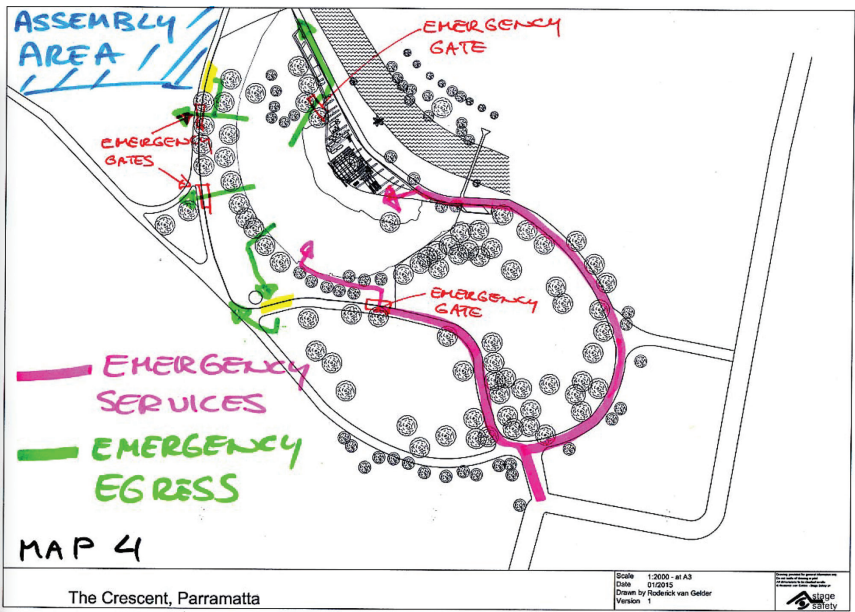 ASSEMBLY
AREA
EMERGENCY
GATE
EMERGENCY
GATES
EMERGENCY
GATE
EMERGENCY
SERVICES
EMERGENCY
EGRESS
MAP 4
The Crescent, Parramatta
Scale 1:2000 - at A3
Date 01/2015
Drawn by Roderick van Gelder
Version 1
stage
safety